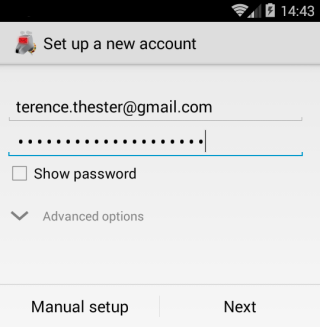 14:43
Set up a new account
terence.thester@gmail.com
••••••••••••••••••••
Show password
Advanced options
Manual setup
Next